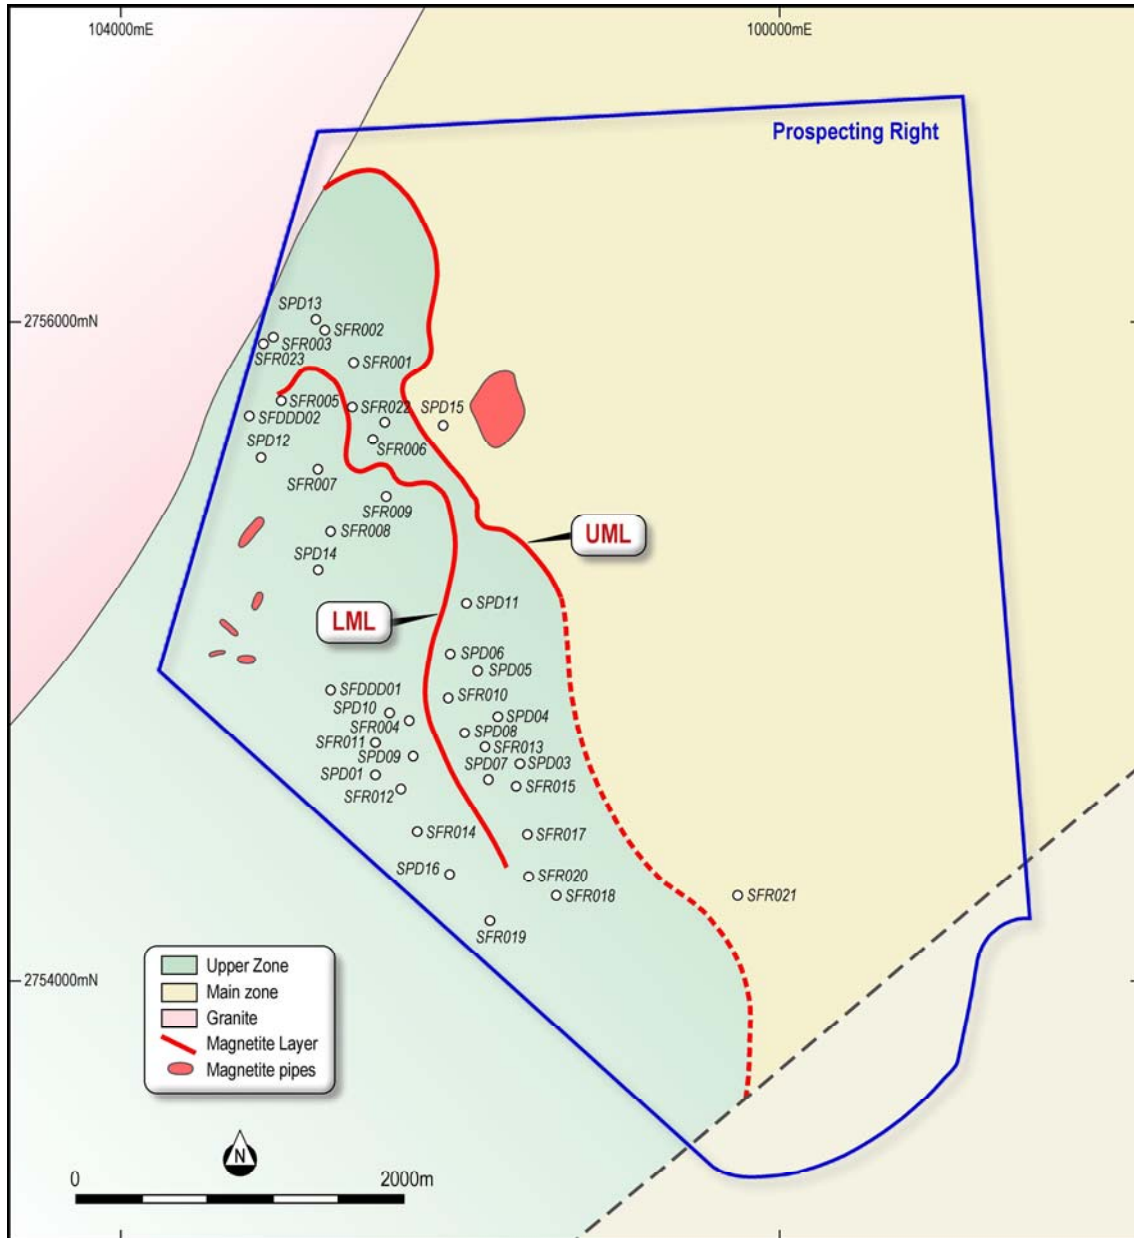 104000mE
100000mE
Prospecting Right
2756000mN
SPD13
SFR002
SFR003
SFR023
SFR001
SFR005
SFR022
SPD15
SFDDD02
SFR006
SPD12
SFR007
SFR009
SFR008
UML
SPD14
SPD11
LML
SPD06
SPD05
SFDDD01
SFR010
SPD10
SPD04
SFR004
SPD08
SFR011
SFR013
SPD09
SPD03
SPD07
SPD01
SFR015
SFR012
SFR014
SFR017
SPD16
SFR020
SFR018
SFR021
SFR019
2754000mN
Upper Zone
Main zone
Granite
Magnetite Layer
Magnetite pipes
N
0
2000m